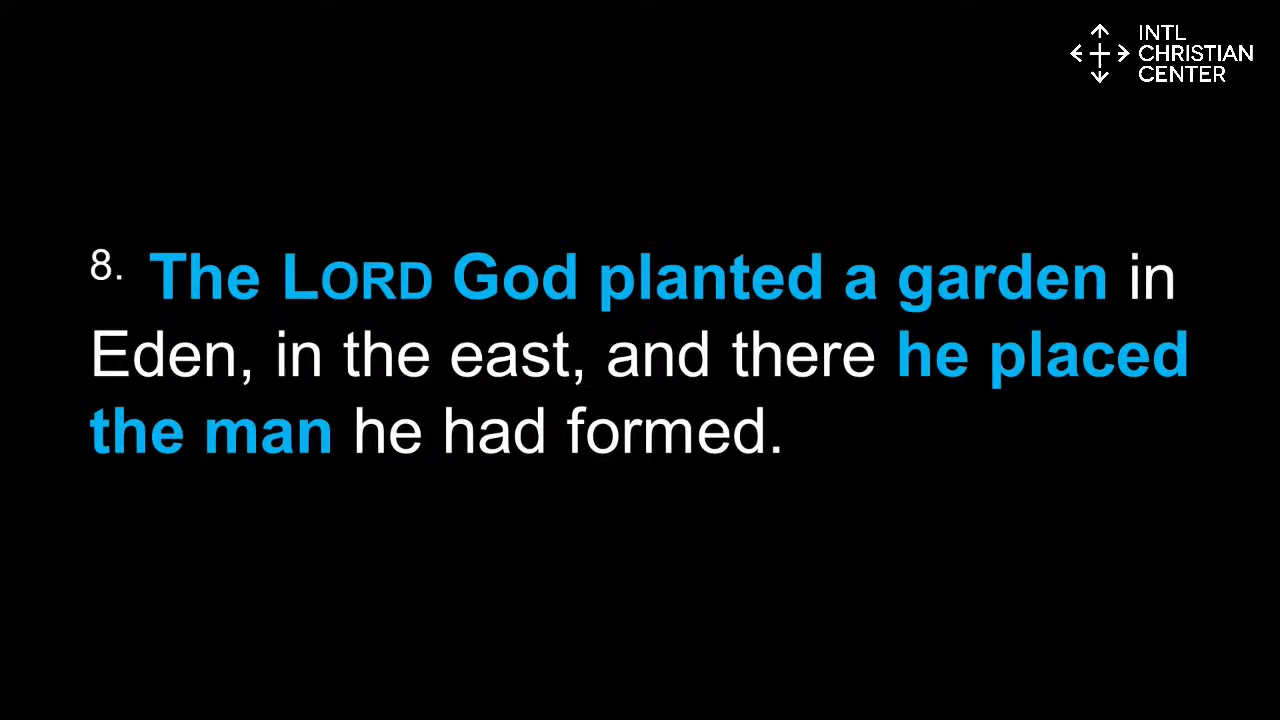 INTL
CHRISTIAN
CENTER
8. The LORD God planted a garden in
Eden, in the east, and there he placed
the man he had formed.